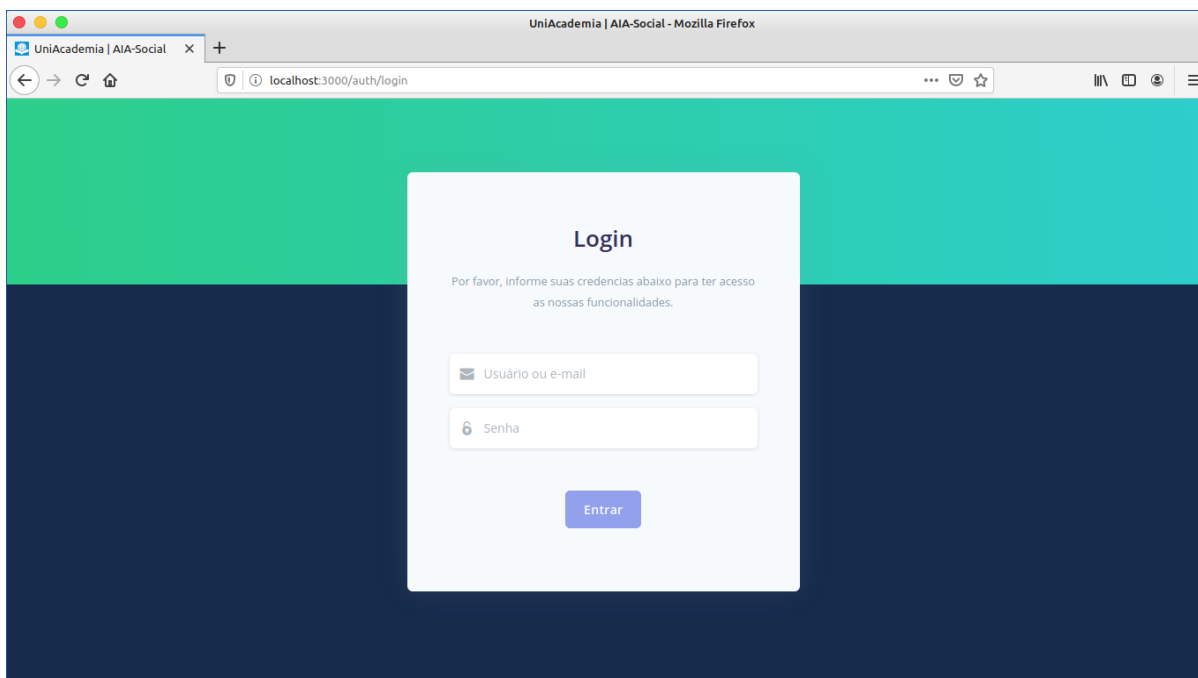 UniAcademia | AIA-Social - Mozilla Firefox
UniAcademia | AIA-Social
localhost:3000/auth/login
Login
Por favor, informe suas credencias abaixo para ter acesso
as nossas funcionalidades.
Usuário ou e-mail
Senha
Entrar